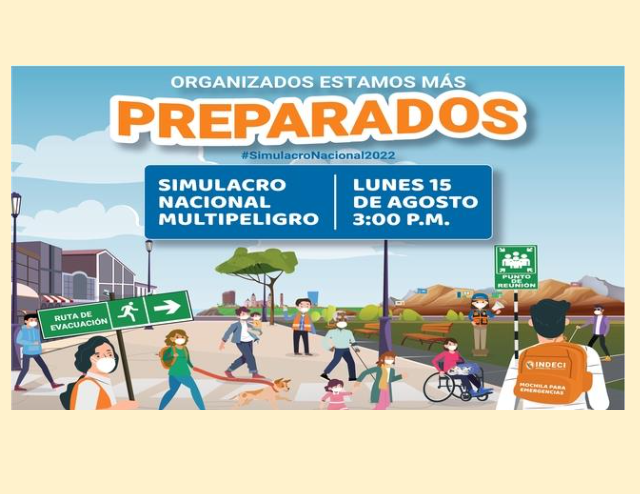 ORGANIZADOS ESTAMOS MÁS
PREPARADOS
#SimulacroNacional2022
SIMULACRO
NACIONAL
MULTIPELIGRO
LUNES 15
DE AGOSTO
3:00 P.M.
PUNTO
DE
REUNIÓN
RUTA DE
EVACUACIÓN
INDECI
MOCHILA PARA
EMERGENCIAS